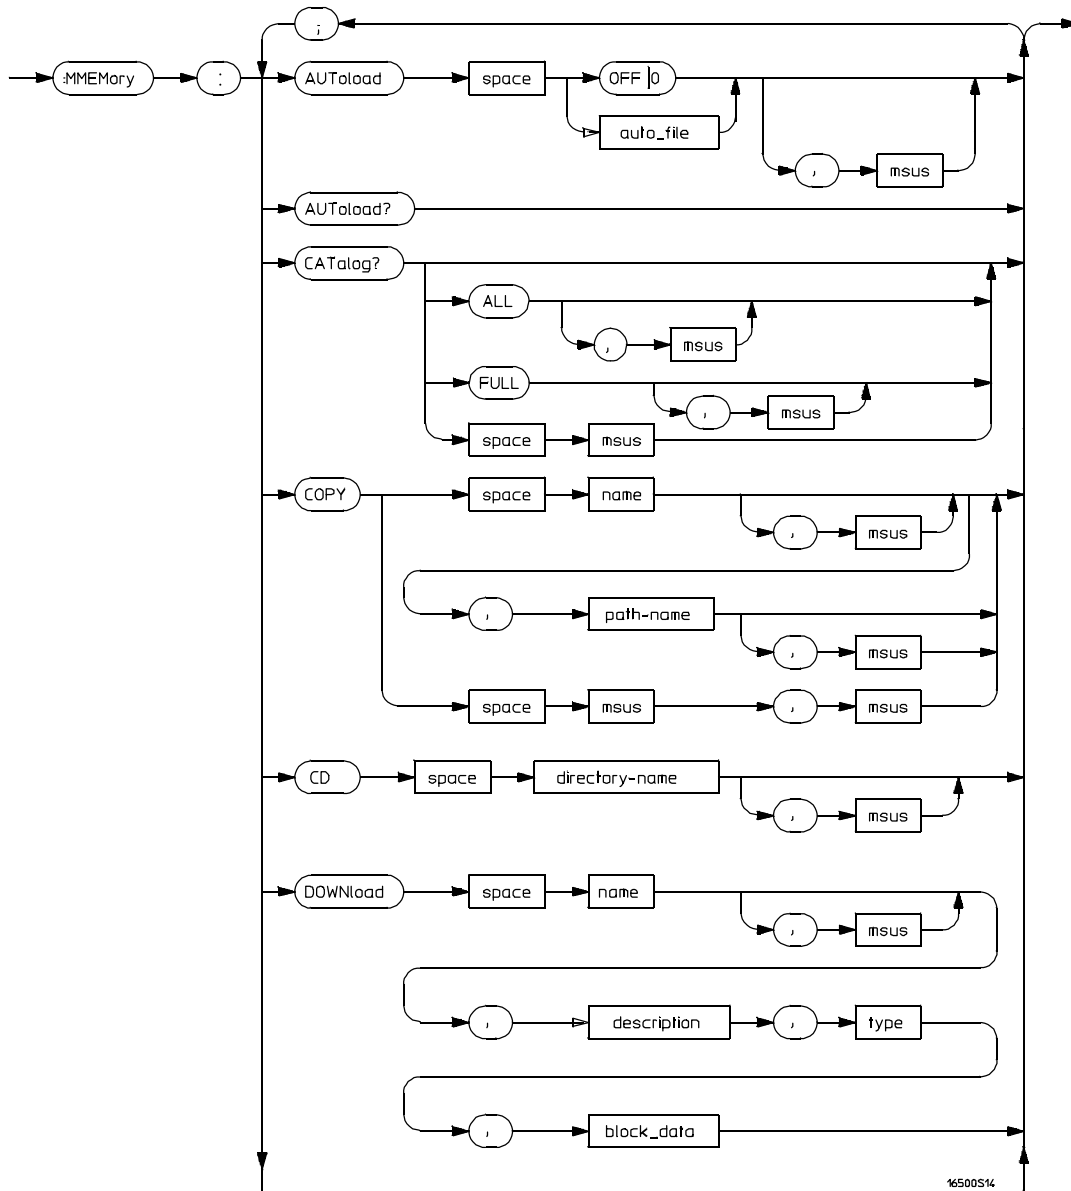 ;
:MMEMory : AUToload space OFF |0
auto_file
, msus
AUToload?
CATalog?
ALL
, msus
FULL
, msus
space msus
COPY space name
, msus
, path-name
, msus
space msus , msus
CD space directory-name
, msus
DOWNload space name
, msus
, description , type
, block_data
16500S14